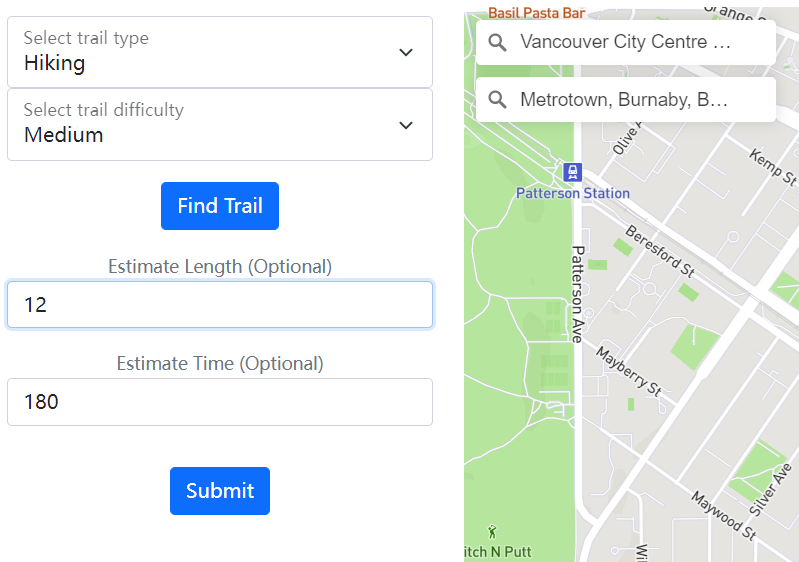 Select trail type
Hiking
Select trail difficulty
Medium
Find Trail
Estimate Length (Optional)
12
Estimate Time (Optional)
180
Submit
Basil Pasta Bar
Orange
Vancouver City Centre …
Metrotown, Burnaby, B…
Olive
Kemp St
Patterson Station
Beresford St
Patterson Ave
Mayberry St
Silver Ave
Maywood St
itch N Putt